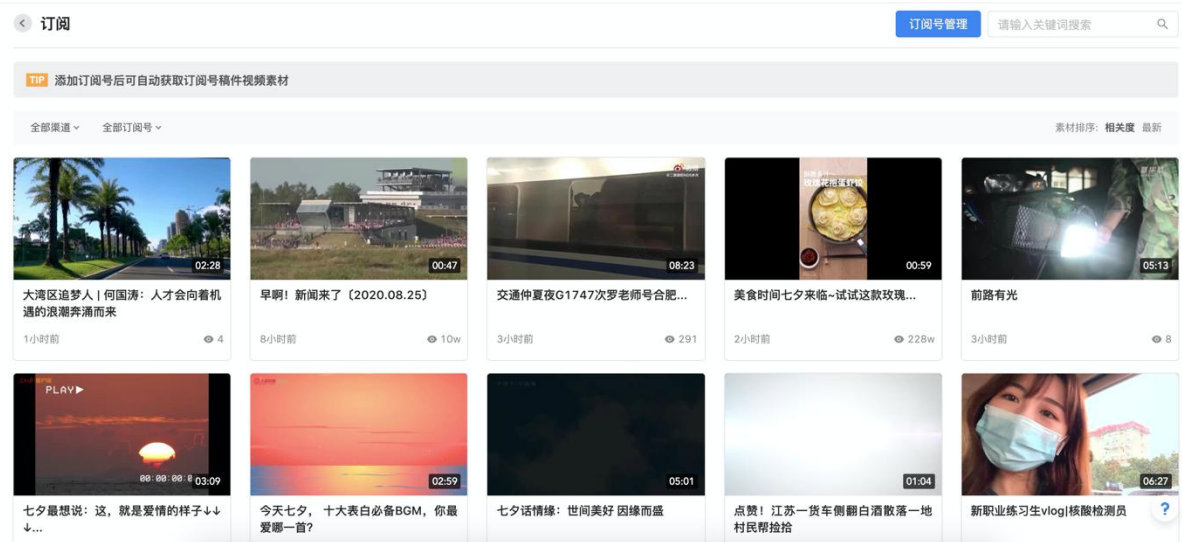 订阅
订阅号管理
请输入关键词搜索
TIP 添加订阅号后可自动获取订阅号稿件视频素材
全部渠道
全部订阅号
素材排序: 相关度 最新
02:28
00:47
08:23
玫瑰花抱蛋虾饺
00:59
05:13
大湾区追梦人 | 何国涛：人才会向着机
遇的浪潮奔涌而来
早啊！新闻来了〔2020.08.25〕
交通仲夏夜G1747次罗老师号合肥...
美食时间七夕来临~试试这款玫瑰...
前路有光
1小时前 4
8小时前 10w
3小时前 291
2小时前 228w
3小时前 8
PLAY
00:00:00:0
03:09
02:59
05:01
01:04
06:27
七夕最想说：这，就是爱情的样子↓↓
↓...
今天七夕， 十大表白必备BGM，你最
爱哪一首？
七夕话情缘：世间美好 因缘而盛
点赞！江苏一货车侧翻白酒散落一地
村民帮捡拾
新职业练习生vlog|核酸检测员
?